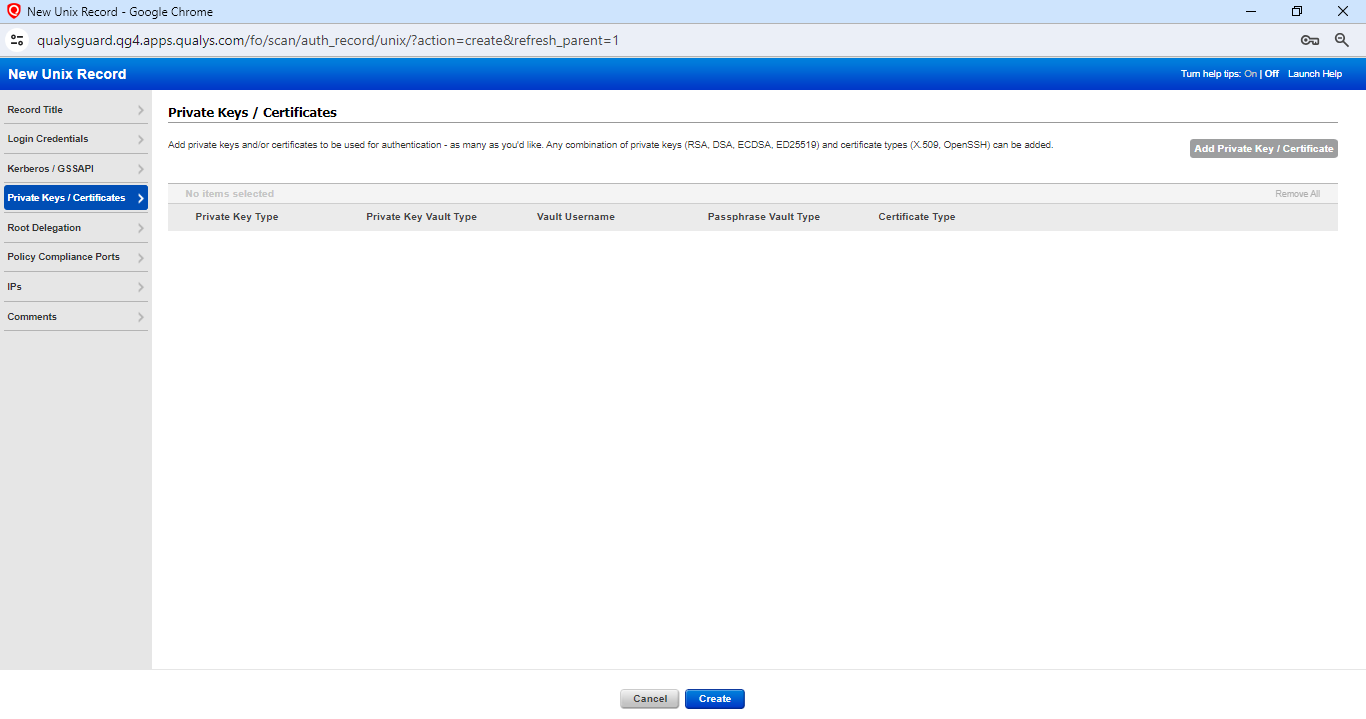 New Unix Record - Google Chrome
qualysguard.qg4.apps.qualys.com/fo/scan/auth_record/unix/?action=create&refresh_parent=1
New Unix Record
Turn help tips: On | Off Launch Help
Record Title
Login Credentials
Kerberos / GSSAPI
Private Keys / Certificates
Root Delegation
Policy Compliance Ports
IPs
Comments
Private Keys / Certificates
Add private keys and/or certificates to be used for authentication - as many as you'd like. Any combination of private keys (RSA, DSA, ECDSA, ED25519) and certificate types (X.509, OpenSSH) can be added.
Add Private Key / Certificate
No items selected
Remove All
Private Key Type Private Key Vault Type Vault Username Passphrase Vault Type Certificate Type
Cancel Create